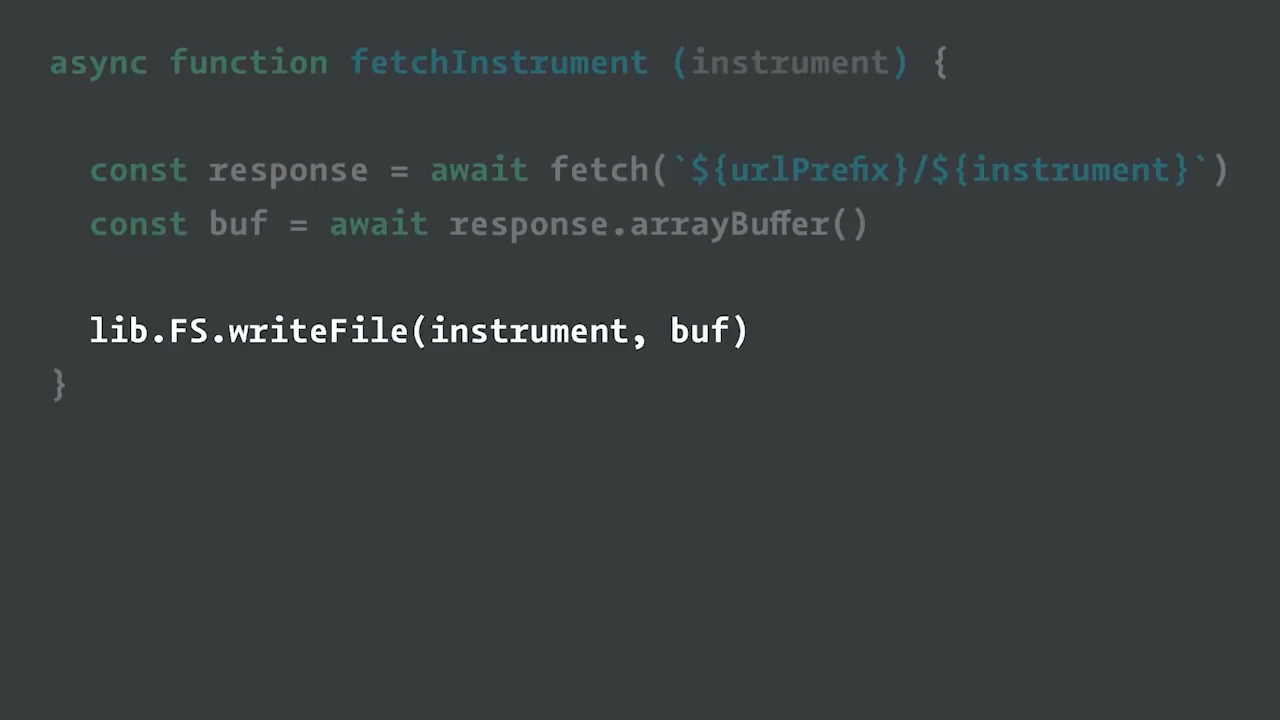 async function fetchInstrument (instrument) {
const response = await fetch(`${urlPrefix}/${instrument}`)
const buf = await response.arrayBuffer()
lib.FS.writeFile(instrument, buf)
}